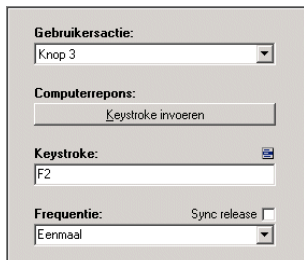 Gebruikersactie:
Knop 3
Computerrepons:
Keystroke invoeren
Keystroke:
F2
Frequentie: Sync release
Eenmaal